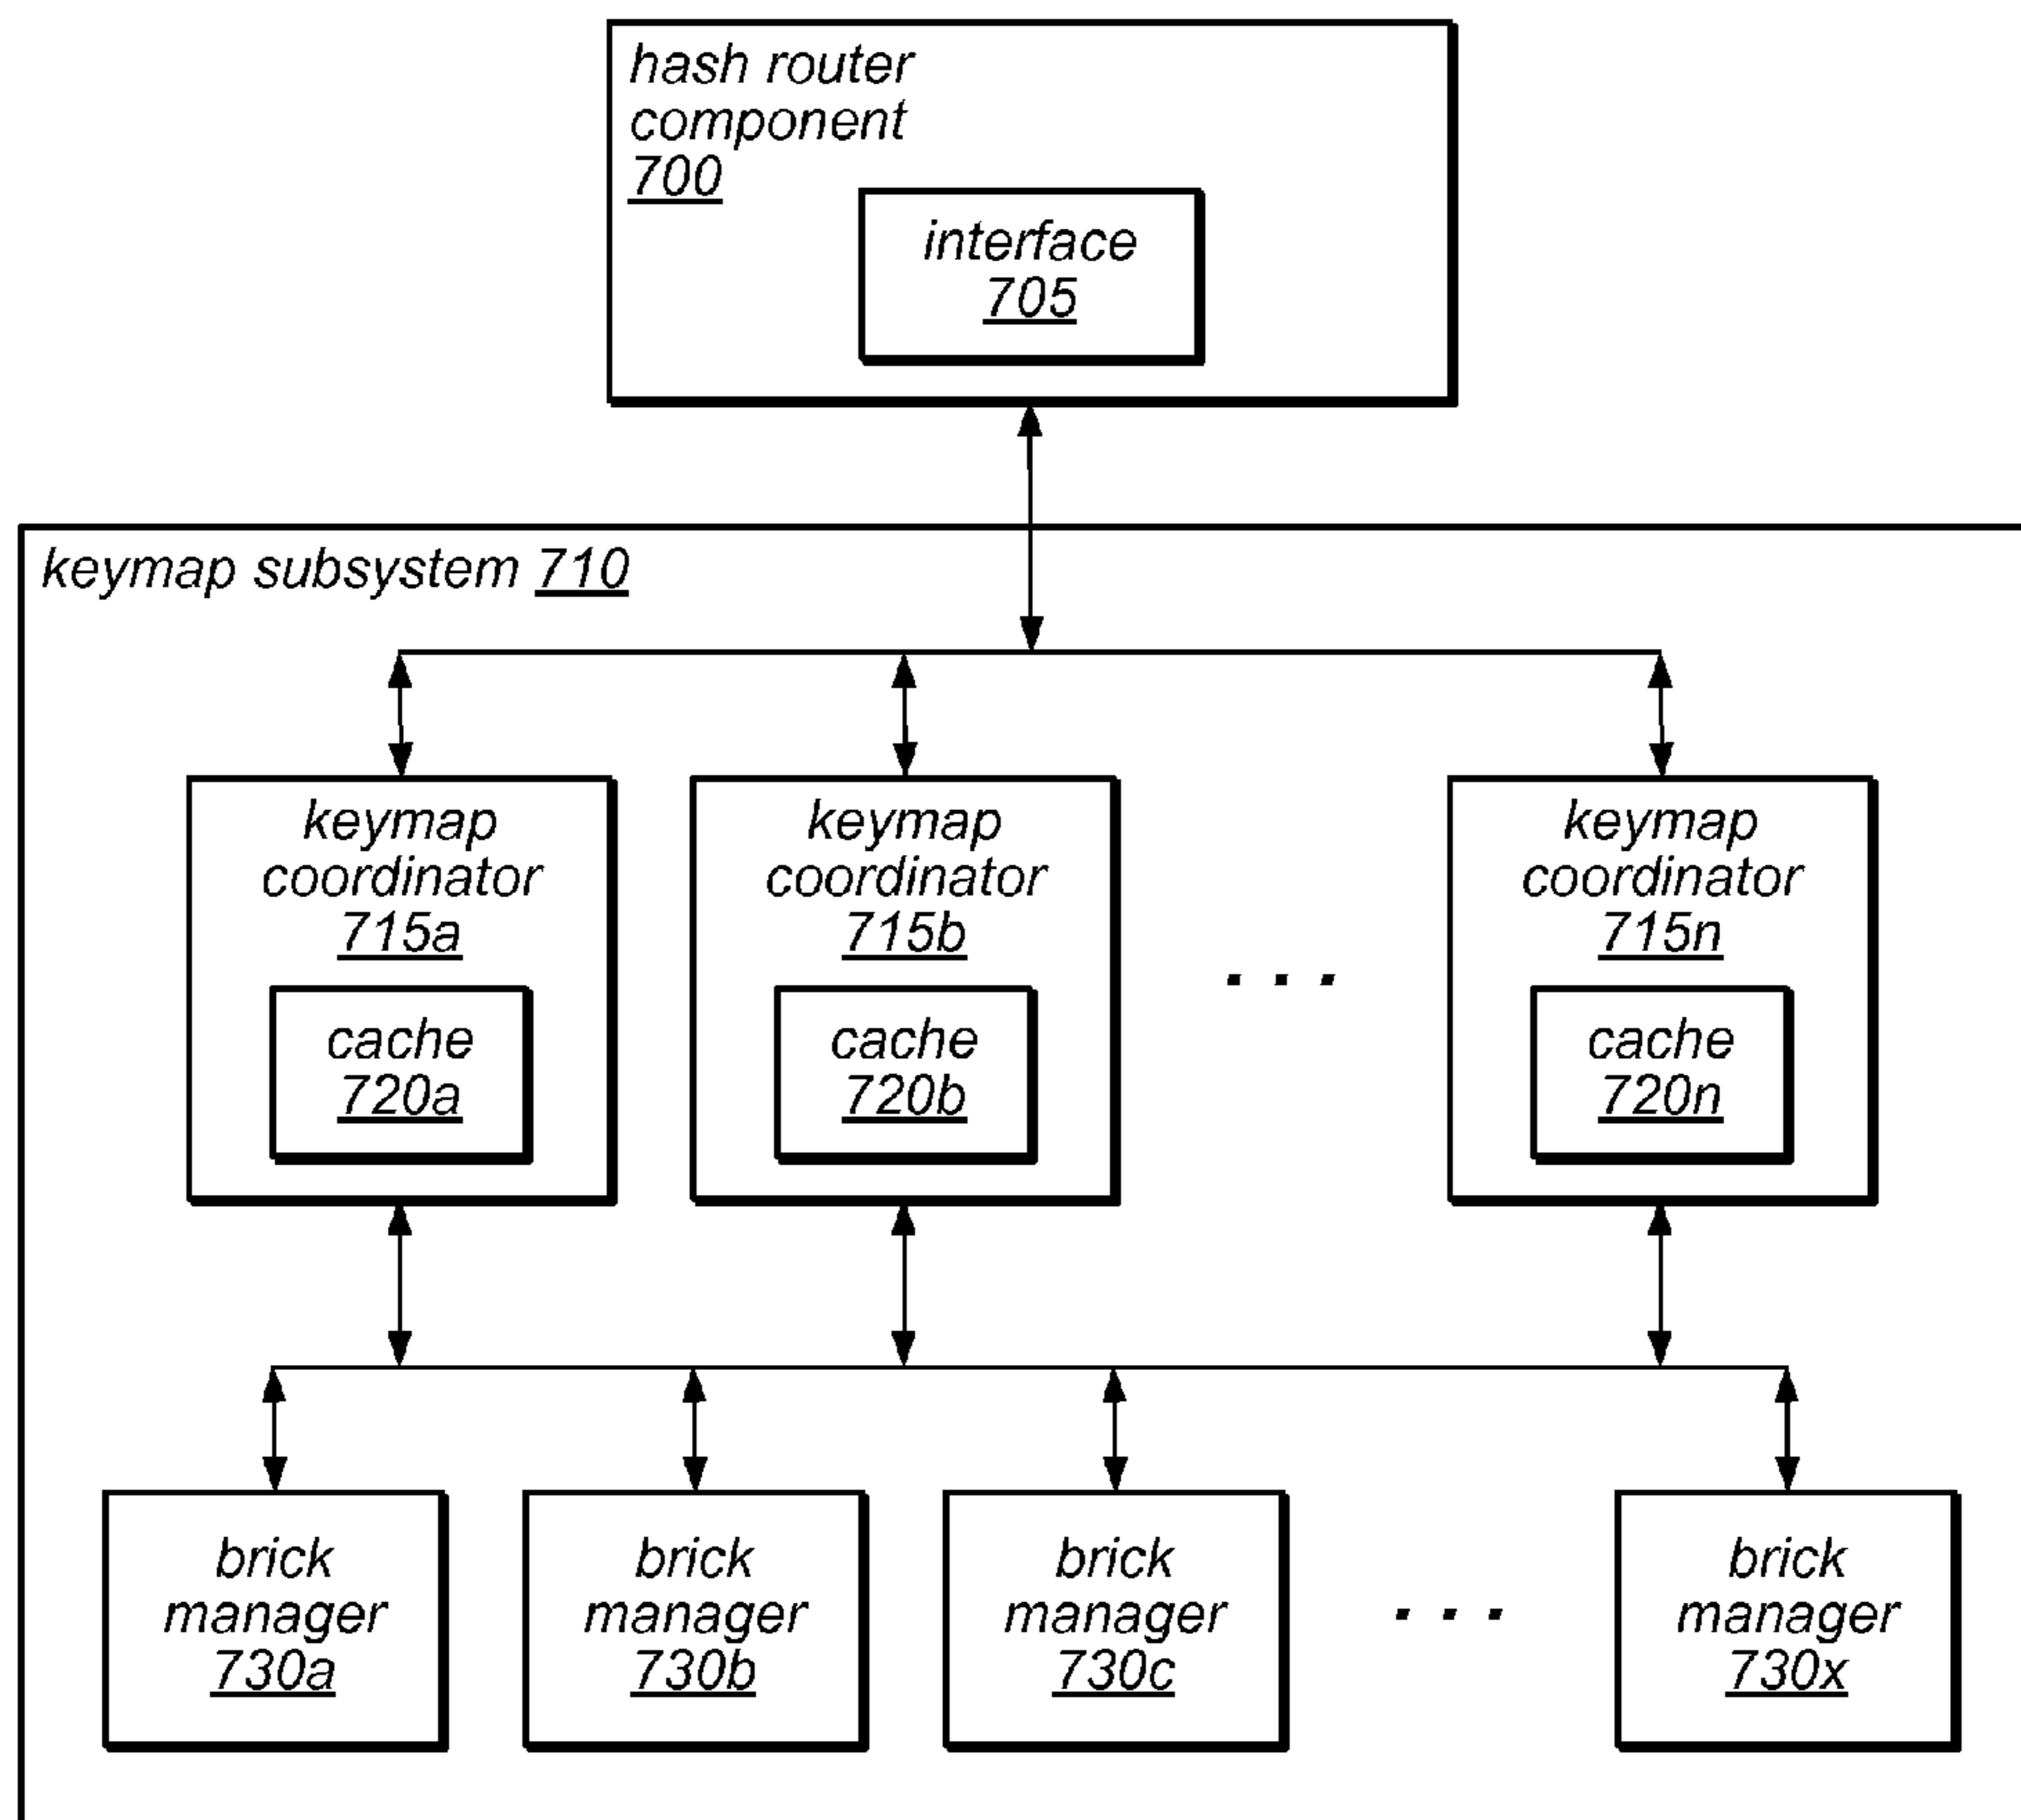 hash router
component
700
interface
705
keymap subsystem 710
keymap
coordinator
715a
cache
720a
keymap
coordinator
715b
cache
720b
. . .
keymap
coordinator
715n
cache
720n
brick
manager
730a
brick
manager
730b
brick
manager
730c
. . .
brick
manager
730x